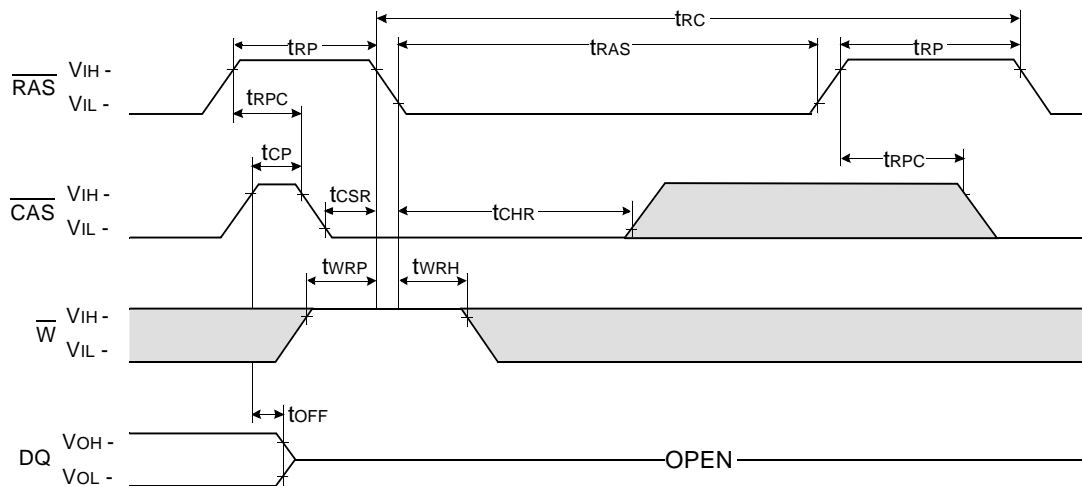 tRC
tRP
tRAS
tRP
RAS
VIH -
VIL -
tRPC
tCP
tRPC
CAS
VIH -
VIL -
tCSR
tCHR
tWRP
tWRH
W
VIH -
VIL -
tOFF
DQ
VOH -
VOL -
OPEN